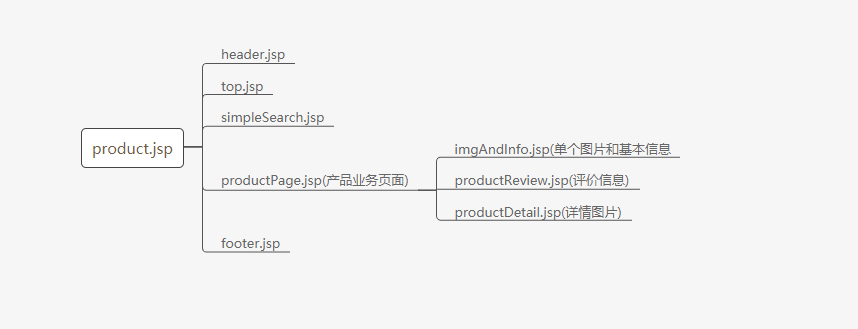 header.jsp
top.jsp
simpleSearch.jsp
product.jsp
imgAndInfo.jsp(单个图片和基本信息
productPage.jsp(产品业务页面)
productReview.jsp(评价信息)
productDetail.jsp(详情图片)
footer.jsp